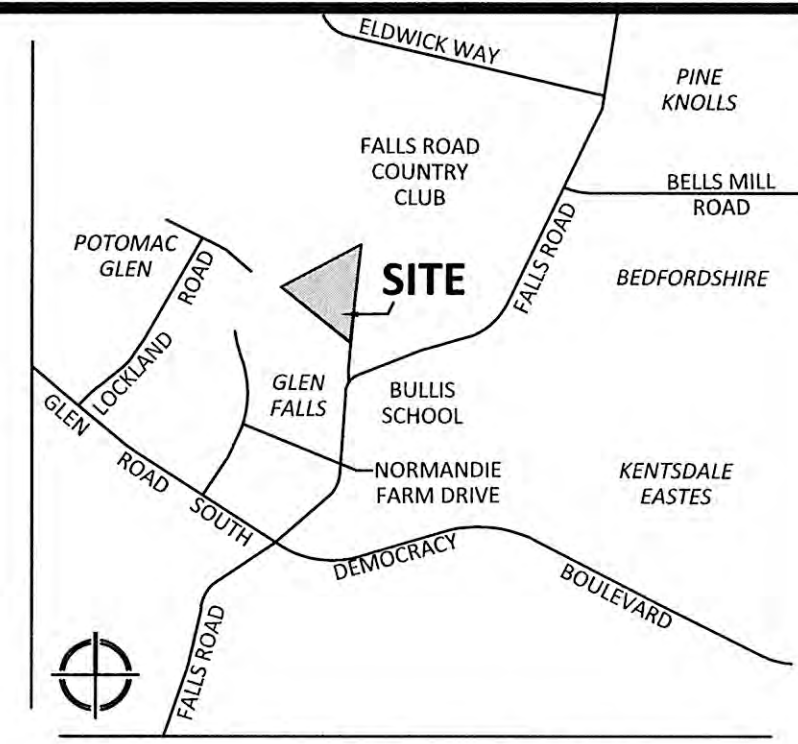 ELDWICK WAY
PINE
KNOLLS
FALLS ROAD
COUNTRY
CLUB
BELLS MILL
ROAD
FALLS ROAD
POTOMAC
GLEN
SITE
BEDFORDSHIRE
LOCKLAND ROAD
GLEN
FALLS
BULLIS
SCHOOL
GLEN ROAD SOUTH
NORMANDIE
FARM DRIVE
KENTSDALE
EASTES
DEMOCRACY BOULEVARD
FALLS ROAD